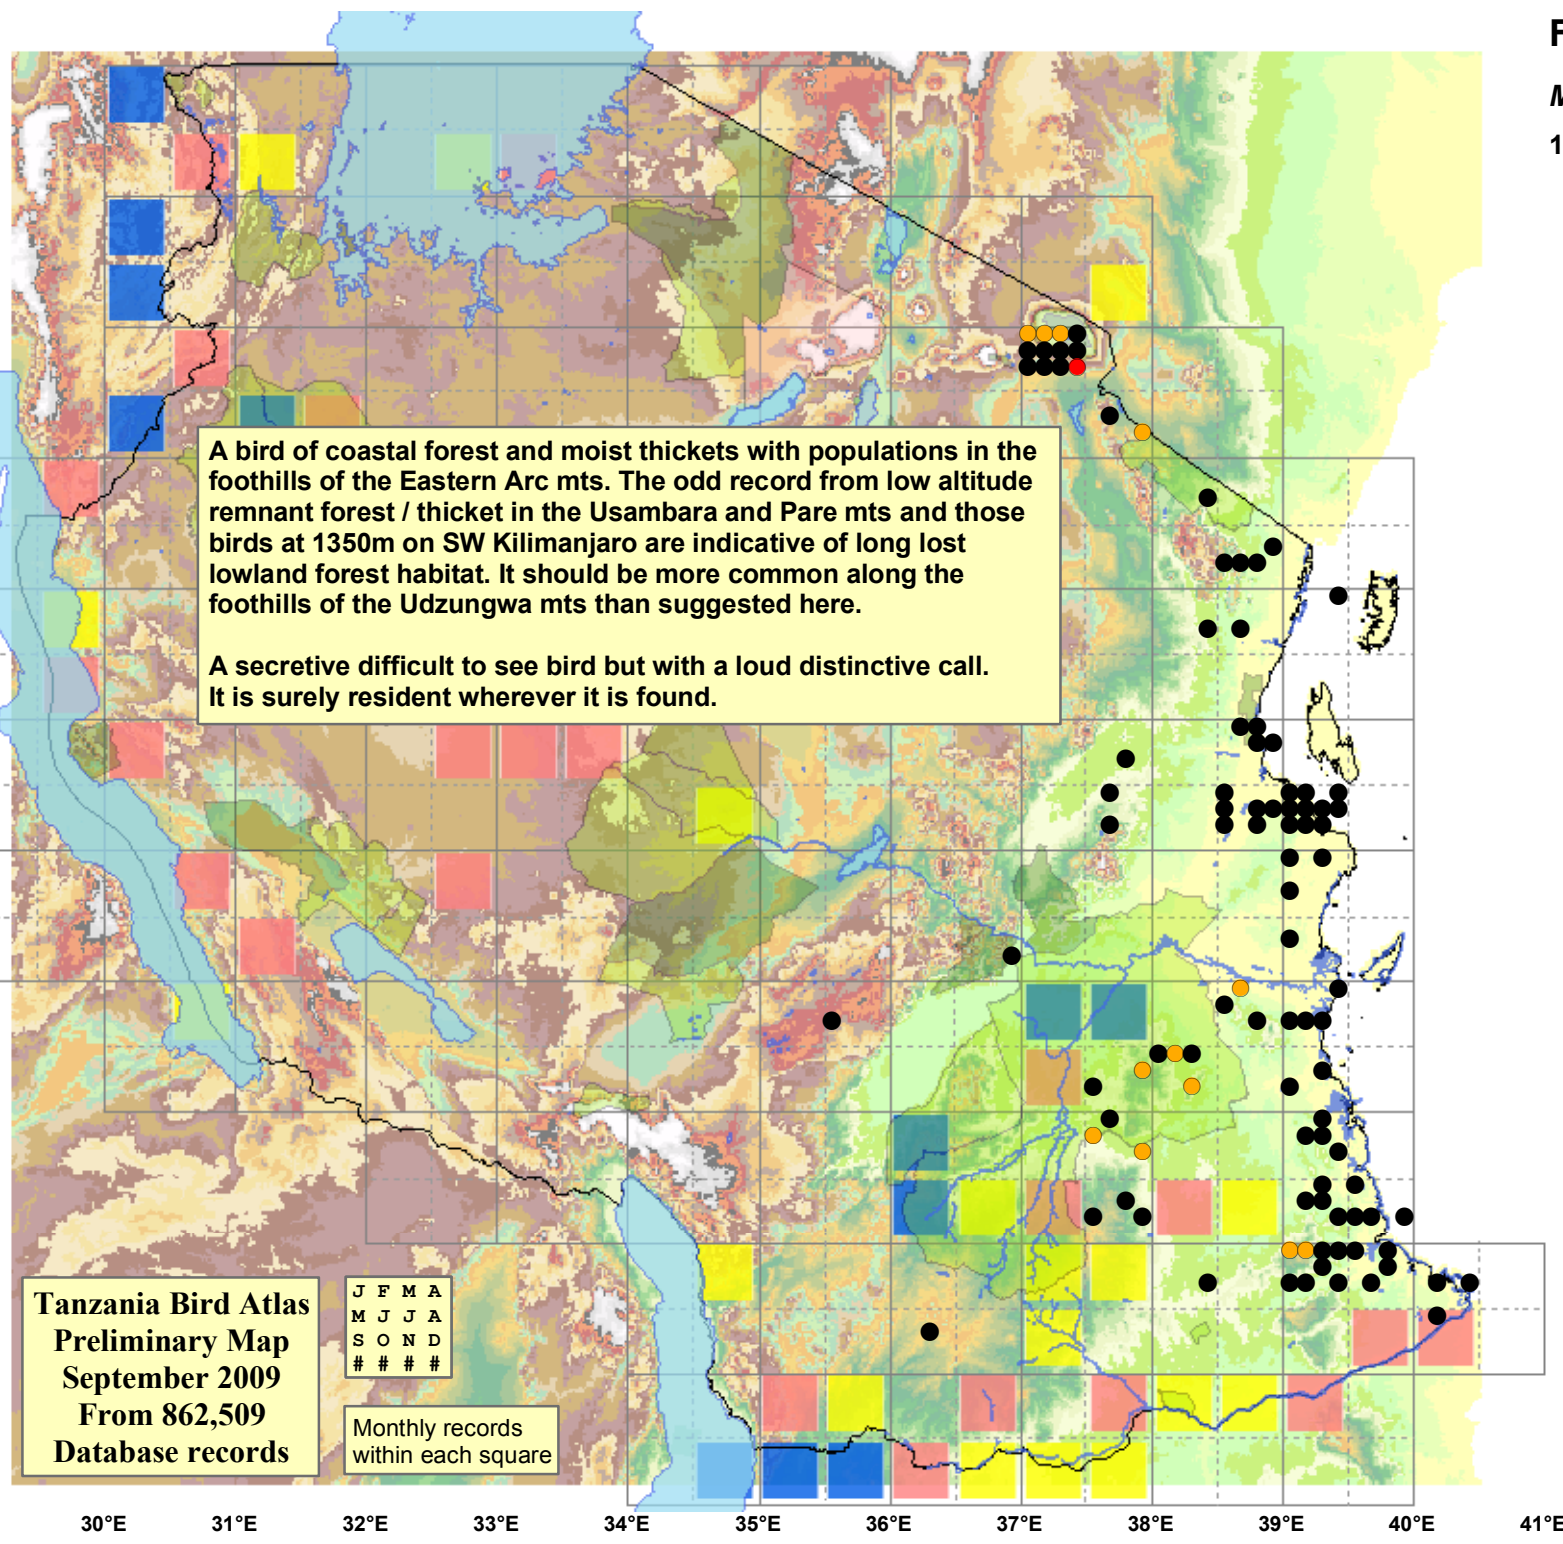 F
M
1
A bird of coastal forest and moist thickets with populations in the
foothills of the Eastern Arc mts. The odd record from low altitude
remnant forest / thicket in the Usambara and Pare mts and those
birds at 1350m on SW Kilimanjaro are indicative of long lost
lowland forest habitat. It should be more common along the
foothills of the Udzungwa mts than suggested here.
A secretive difficult to see bird but with a loud distinctive call.
It is surely resident wherever it is found.
Tanzania Bird Atlas
Preliminary Map
September 2009
From 862,509
Database records
J F M A
M J J A
S O N D
# # # #
Monthly records
within each square
30°E 31°E 32°E 33°E 34°E 35°E 36°E 37°E 38°E 39°E 40°E 41°E